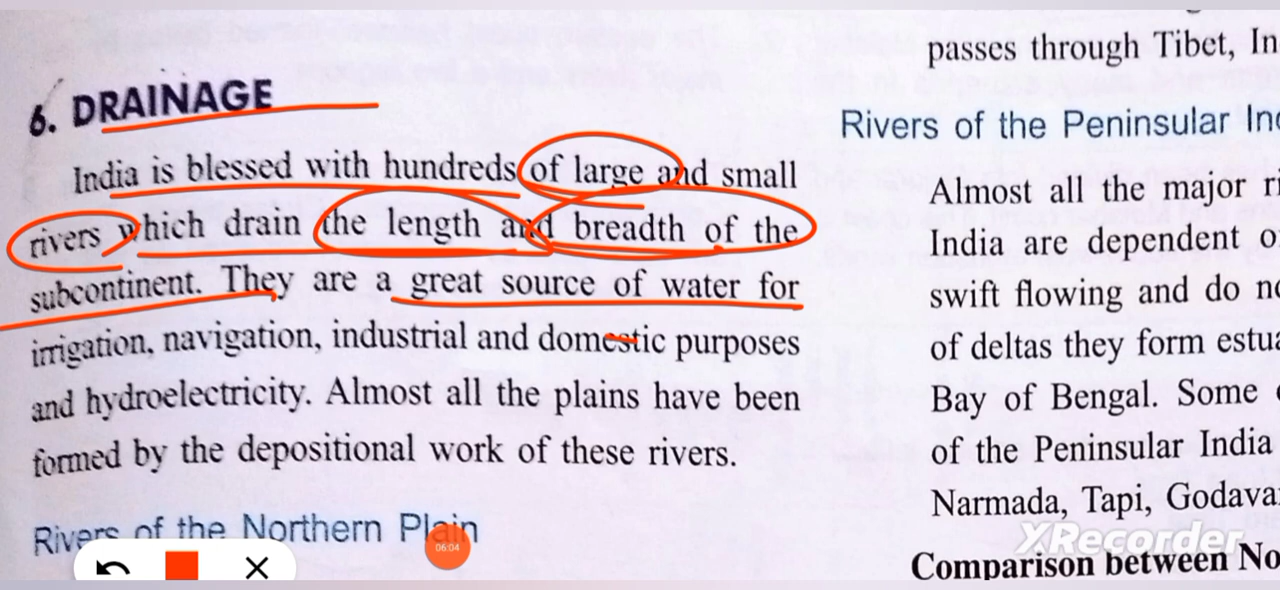 6. DRAINAGE
India is blessed with hundreds of large and small
rivers which drain the length and breadth of the
subcontinent. They are a great source of water for
irrigation, navigation, industrial and domestic purposes
and hydroelectricity. Almost all the plains have been
formed by the depositional work of these rivers.
Rivers of the Northern Plain
06:04
passes through Tibet, In
Rivers of the Peninsular In
Almost all the major ri
India are dependent o
swift flowing and do no
of deltas they form estua
Bay of Bengal. Some
of the Peninsular India
Narmada, Tapi, Godava
XRecorder
Comparison between No